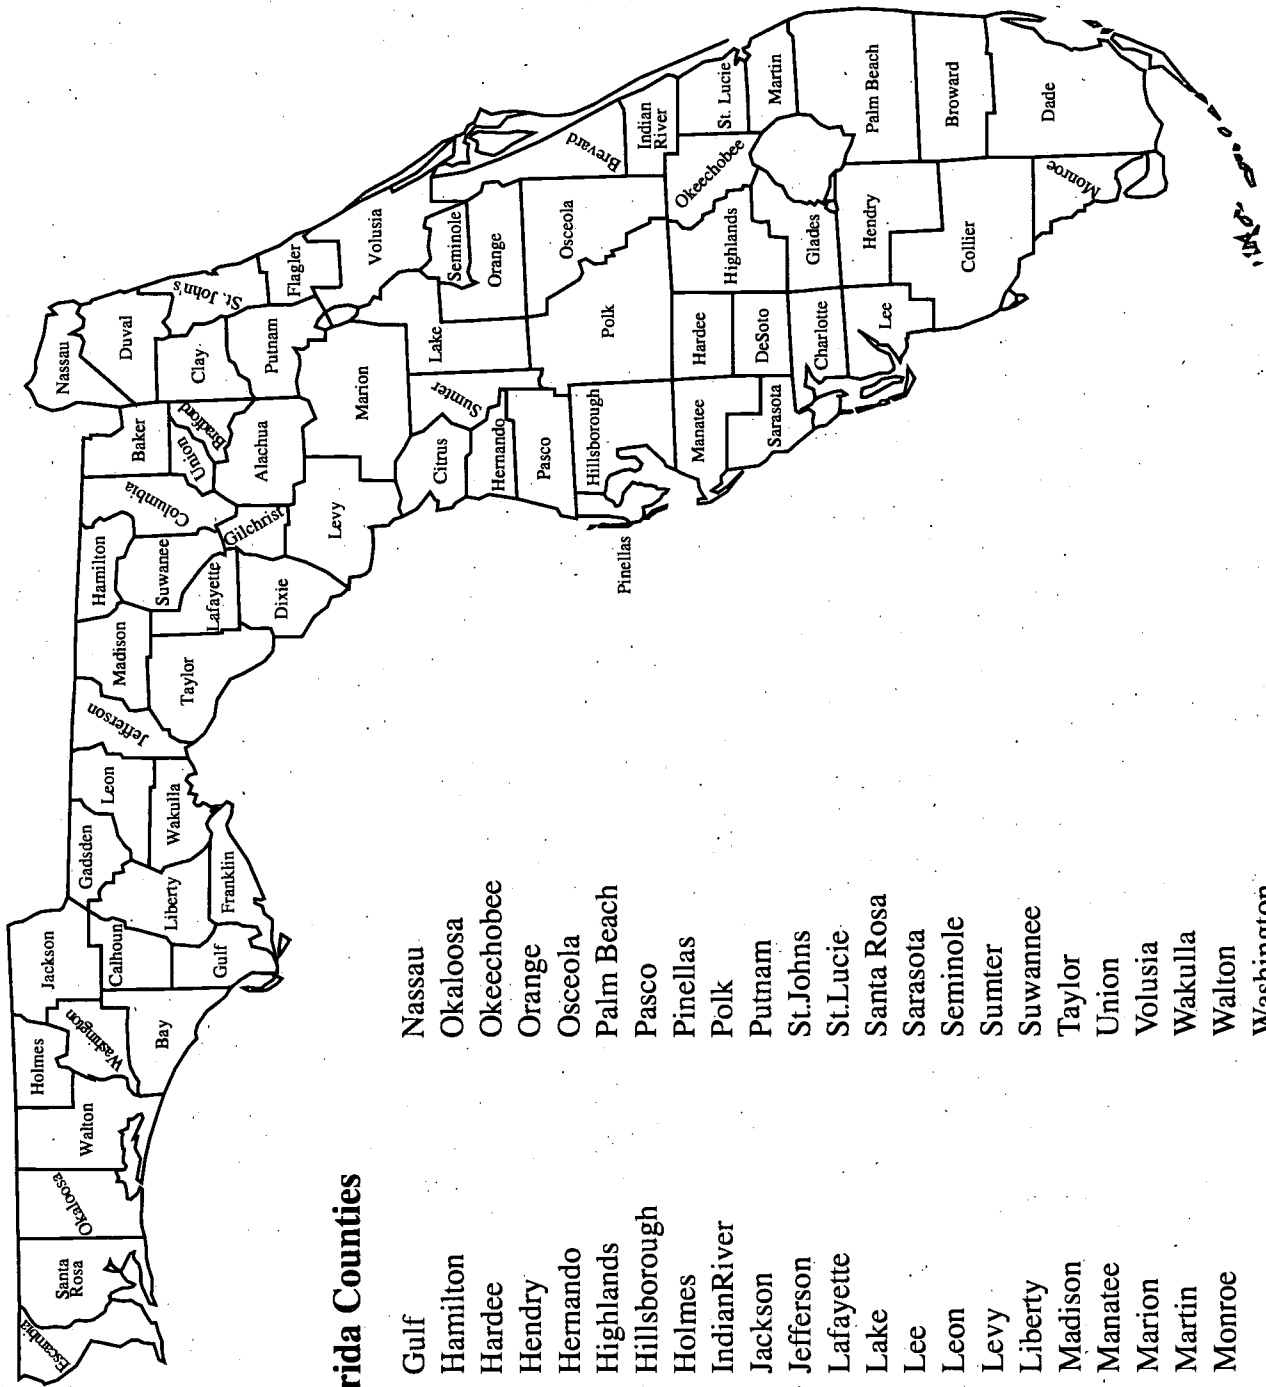 Escambia
Santa
Rosa
Okaloosa
Walton
Holmes
Washington
Bay
Jackson
Calhoun
Gulf
Liberty
Gadsden
Franklin
Leon
Wakulla
Jefferson
Madison
Taylor
Hamilton
Suwanee
Lafayette
Dixie
Columbia
Gilchrist
Levy
Baker
Union
Bradford
Alachua
Nassau
Duval
Clay
St. John's
Putnam
Flagler
Marion
Volusia
Citrus
Sumter
Lake
Seminole
Orange
Hernando
Pasco
Pinellas
Hillsborough
Polk
Osceola
Brevard
Indian
River
Manatee
Hardee
Highlands
Okeechobee
St. Lucie
Sarasota
DeSoto
Martin
Charlotte
Glades
Lee
Hendry
Palm Beach
Collier
Broward
Monroe
Dade
rida Counties
Gulf
Hamilton
Hardee
Hendry
Hernando
Highlands
Hillsborough
Holmes
IndianRiver
Jackson
Jefferson
Lafayette
Lake
Lee
Leon
Levy
Liberty
Madison
Manatee
Marion
Martin
Monroe
Nassau
Okaloosa
Okeechobee
Orange
Osceola
Palm Beach
Pasco
Pinellas
Polk
Putnam
St.Johns
St.Lucie
Santa Rosa
Sarasota
Seminole
Sumter
Suwannee
Taylor
Union
Volusia
Wakulla
Walton
Washington